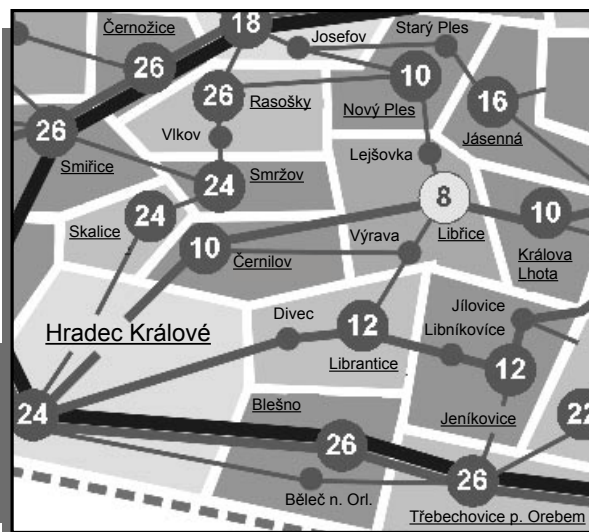 Černožice
18
Josefov
Starý Ples
26
26
Rasošky
10
Nový Ples
16
Jásenná
26
Smiřice
Vlkov
Lejšovka
24
Smržov
8
Libřice
24
Skalice
10
Černilov
Výrava
10
Králova
Lhota
Hradec Králové
Divec
12
Librantice
Jílovice
Libníkovíce
12
Jeníkovice
24
Blešno
26
22
Běleč n. Orl.
26
Třebechovice p. Orebem